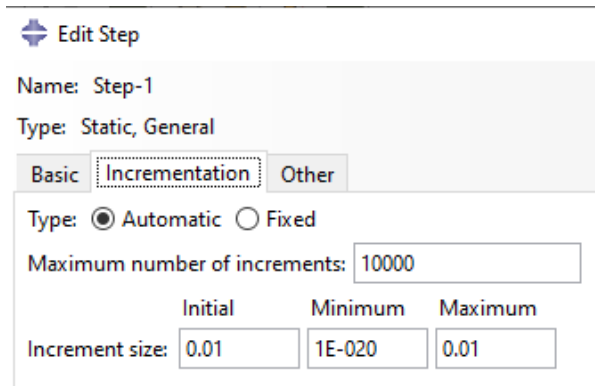 Edit Step
Name: Step-1
Type: Static, General
Basic Incrementation Other
Type: Automatic Fixed
Maximum number of increments: 10000
Initial Minimum Maximum
Increment size: 0.01 1E-020 0.01